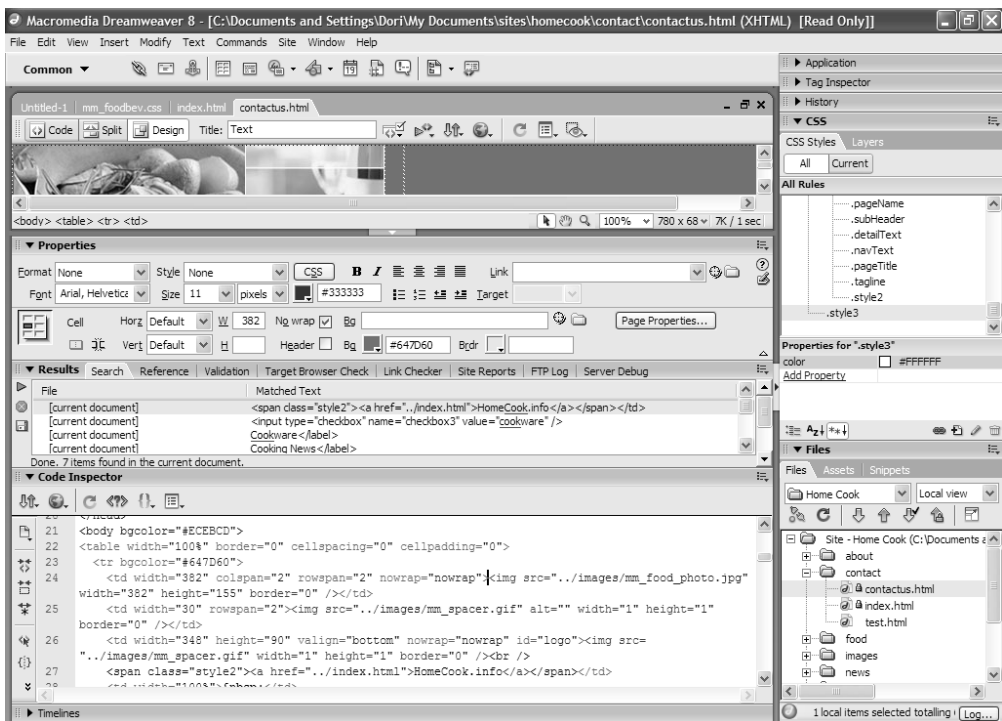 Macromedia Dreamweaver 8 - [C:\Documents and Settings\Dori\My Documents\sites\homecook\contact\contactus.html (XHTML) [Read Only]]
File Edit View Insert Modify Text Commands Site Window Help
Common
Untitled-1 mm_foodbev.css index.html contactus.html
Code Split Design Title: Text
<body> <table> <tr> <td> 100% 780 x 68 7K / 1 sec
Properties
Format None Style None CSS B I Link
Font Arial, Helvetica Size 11 pixels #333333 Target
Cell Horz Default W 382 No wrap Bg Page Properties...
Vert Default H Header Bg #647D60 Brdr
Results Search Reference Validation Target Browser Check Link Checker Site Reports FTP Log Server Debug
File Matched Text
[current document] <span class="style2"><a href="../index.html">HomeCook.info</a></span></td>
[current document] <input type="checkbox" name="checkbox3" value="cookware" />
[current document] Cookware</label>
[current document] Cooking News</label>
Done. 7 items found in the current document.
Code Inspector
20 </head>
21 <body bgcolor="#ECEBCD">
22 <table width="100%" border="0" cellspacing="0" cellpadding="0">
23 <tr bgcolor="#647D60">
24 <td width="382" colspan="2" rowspan="2" nowrap="nowrap"><img src="../images/mm_food_photo.jpg"
width="382" height="155" border="0" /></td>
25 <td width="30" rowspan="2"><img src="../images/mm_spacer.gif" alt="" width="1" height="1"
border="0" /></td>
26 <td width="348" height="90" valign="bottom" nowrap="nowrap" id="logo"><img src=
"../images/mm_spacer.gif" width="1" height="1" border="0" /><br />
27 <span class="style2"><a href="../index.html">HomeCook.info</a></span></td>
28 <td width="100%">&nbsp;</td>
Timelines
Application
Tag Inspector
History
CSS
CSS Styles Layers
All Current
All Rules
.pageName
.subHeader
.detailText
.navText
.pageTitle
.tagline
.style2
.style3
Properties for ".style3"
color #FFFFFF
Add Property
Files
Files Assets Snippets
Home Cook Local view
Site - Home Cook (C:\Documents a
about
contact
contactus.html
index.html
test.html
food
images
news
1 local items selected totalling Log...